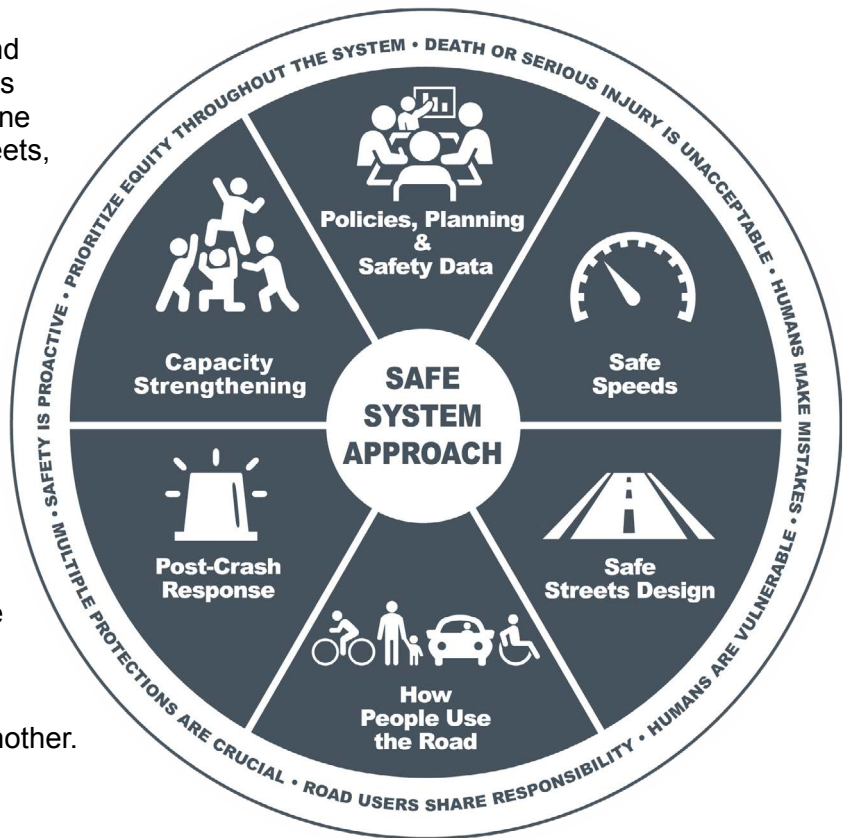 nd
s
ne
eets,
e
nother.
PRIORITIZE EQUITY THROUGHOUT THE SYSTEM • DEATH OR SERIOUS INJURY IS UNACCEPTABLE • HUMANS MAKE MISTAKES • HUMANS ARE VULNERABLE • ROAD USERS SHARE RESPONSIBILITY • MULTIPLE PROTECTIONS ARE CRUCIAL • SAFETY IS PROACTIVE •
Policies, Planning
&
Safety Data
Safe
Speeds
Safe
Streets Design
How
People Use
the Road
Post-Crash
Response
Capacity
Strengthening
SAFE
SYSTEM
APPROACH